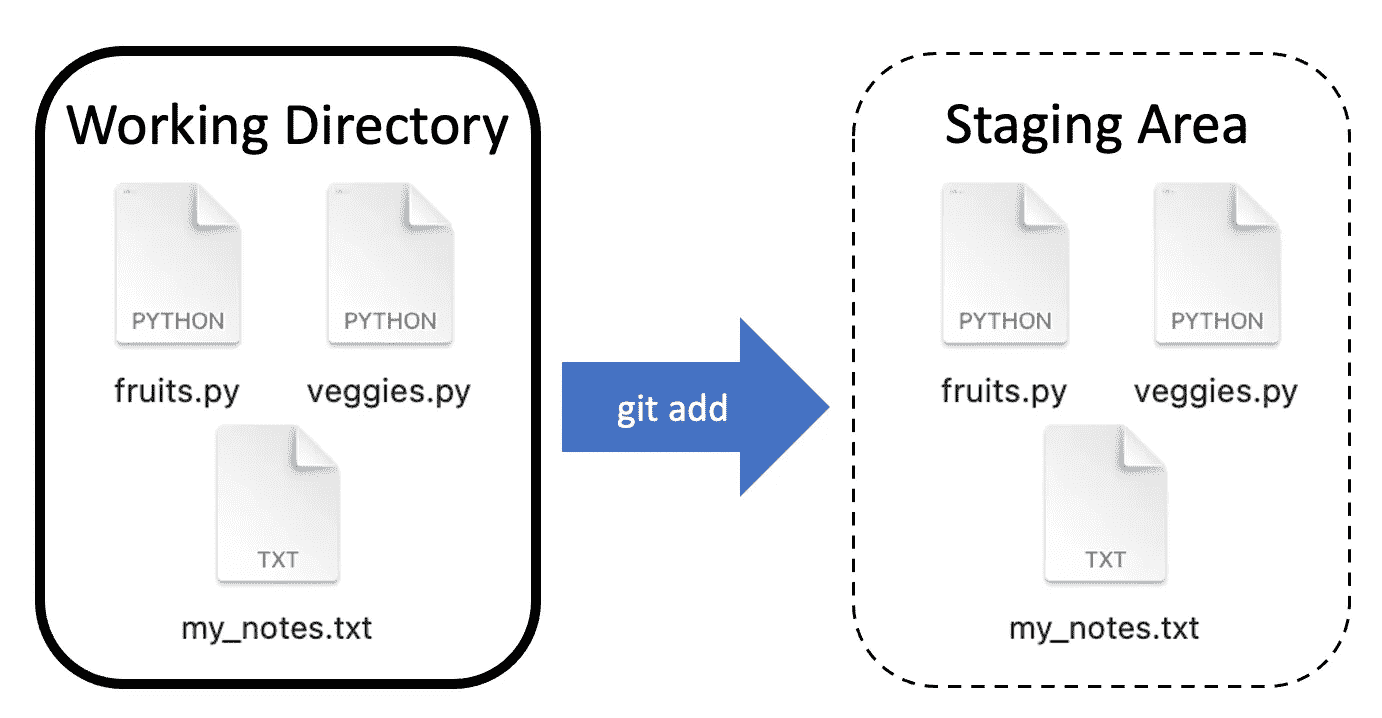 Working Directory
PYTHON
PYTHON
fruits.py
veggies.py
TXT
my_notes.txt
git add
Staging Area
PYTHON
PYTHON
fruits.py
veggies.py
TXT
my_notes.txt